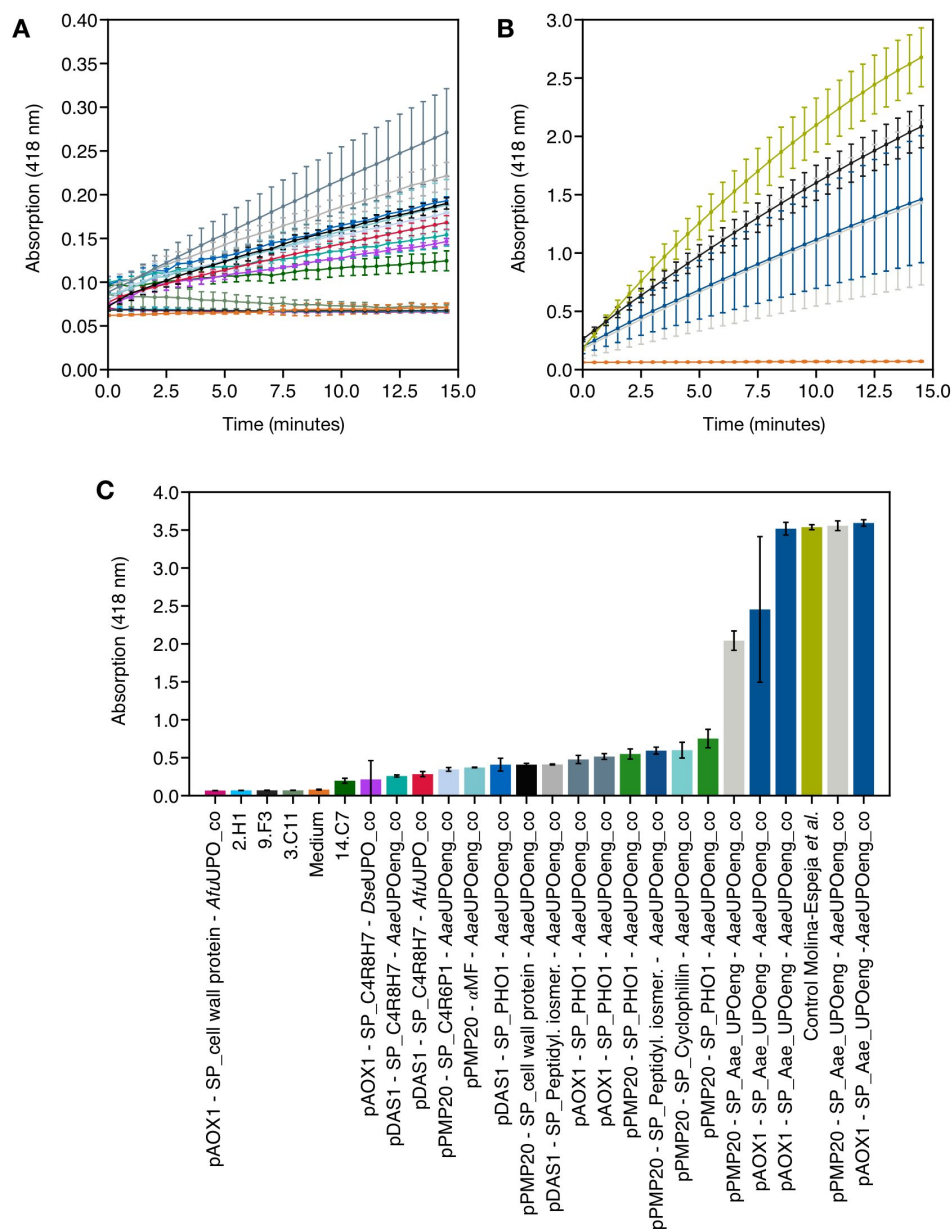 A
B
0.40
0.35
0.30
0.25
0.20
0.15
0.10
0.05
0.00
Absorption (418 nm)
0.0 2.5 5.0 7.5 10.0 12.5 15.0
Time (minutes)
3.0
2.5
2.0
1.5
1.0
0.5
0.0
Absorption (418 nm)
0.0 2.5 5.0 7.5 10.0 12.5 15.0
Time (minutes)
C
4.0
3.5
3.0
2.5
2.0
1.5
1.0
0.5
0.0
Absorption (418 nm)
pAOX1 - SP_cell wall protein - AfuUPO_co
2.H1
9.F3
3.C11
Medium
14.C7
pAOX1 - SP_C4R8H7 - DseUPO_co
pDAS1 - SP_C4R8H7 - AaeUPOeng_co
pDAS1 - SP_C4R8H7 - AfuUPO_co
pPMP20 - SP_C4R6P1 - AaeUPOeng_co
pPMP20 - αMF - AaeUPOeng_co
pDAS1 - SP_PHO1 - AaeUPOeng_co
pPMP20 - SP_cell wall protein - AaeUPOeng_co
pDAS1 - SP_Peptidyl. iosmer. - AaeUPOeng_co
pAOX1 - SP_PHO1 - AaeUPOeng_co
pAOX1 - SP_PHO1 - AaeUPOeng_co
pPMP20 - SP_PHO1 - AaeUPOeng_co
pPMP20 - SP_Peptidyl. iosmer. - AaeUPOeng_co
pPMP20 - SP_Cyclophillin - AaeUPOeng_co
pPMP20 - SP_PHO1 - AaeUPOeng_co
pPMP20 - SP_Aae_UPOeng - AaeUPOeng_co
pAOX1 - SP_Aae_UPOeng - AaeUPOeng_co
pAOX1 - SP_Aae_UPOeng - AaeUPOeng_co
Control Molina-Espeja et al.
pPMP20 - SP_Aae_UPOeng - AaeUPOeng_co
pAOX1 - SP_Aae_UPOeng -AaeUPOeng_co